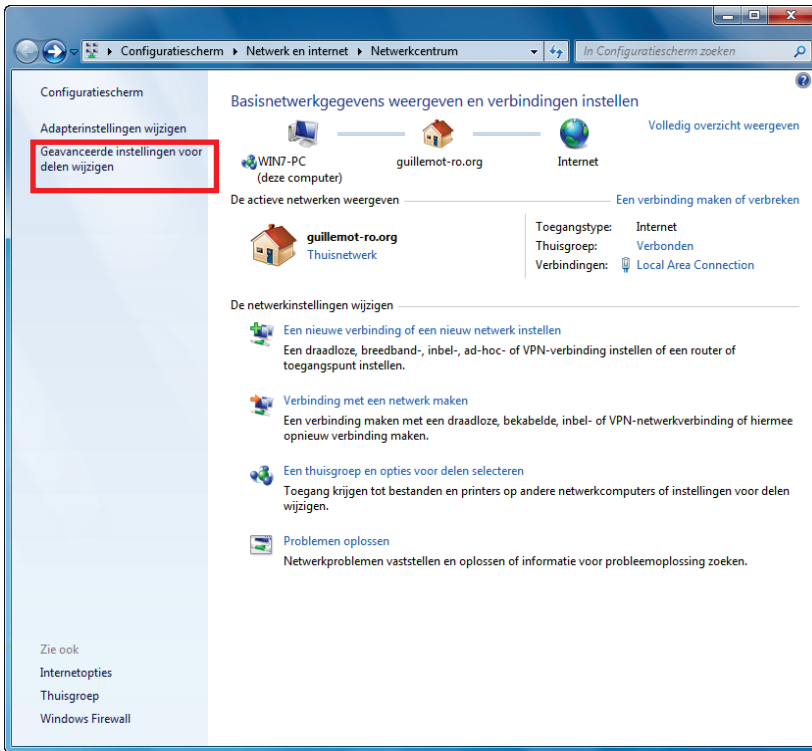 Configuratiescherm ▸ Netwerk en internet ▸ Netwerkcentrum
In Configuratiescherm zoeken
Configuratiescherm
Adapterinstellingen wijzigen
Geavanceerde instellingen voor
delen wijzigen
Basisnetwerkgegevens weergeven en verbindingen instellen
Volledig overzicht weergeven
WIN7-PC
(deze computer)
guillemot-ro.org
Internet
De actieve netwerken weergeven
Een verbinding maken of verbreken
guillemot-ro.org
Thuisnetwerk
Toegangstype: Internet
Thuisgroep: Verbonden
Verbindingen: Local Area Connection
De netwerkinstellingen wijzigen
Een nieuwe verbinding of een nieuw netwerk instellen
Een draadloze, breedband-, inbel-, ad-hoc- of VPN-verbinding instellen of een router of
toegangspunt instellen.
Verbinding met een netwerk maken
Een verbinding maken met een draadloze, bekabelde, inbel- of VPN-netwerkverbinding of hiermee
opnieuw verbinding maken.
Een thuisgroep en opties voor delen selecteren
Toegang krijgen tot bestanden en printers op andere netwerkcomputers of instellingen voor delen
wijzigen.
Problemen oplossen
Netwerkproblemen vaststellen en oplossen of informatie voor probleemoplossing zoeken.
Zie ook
Internetopties
Thuisgroep
Windows Firewall